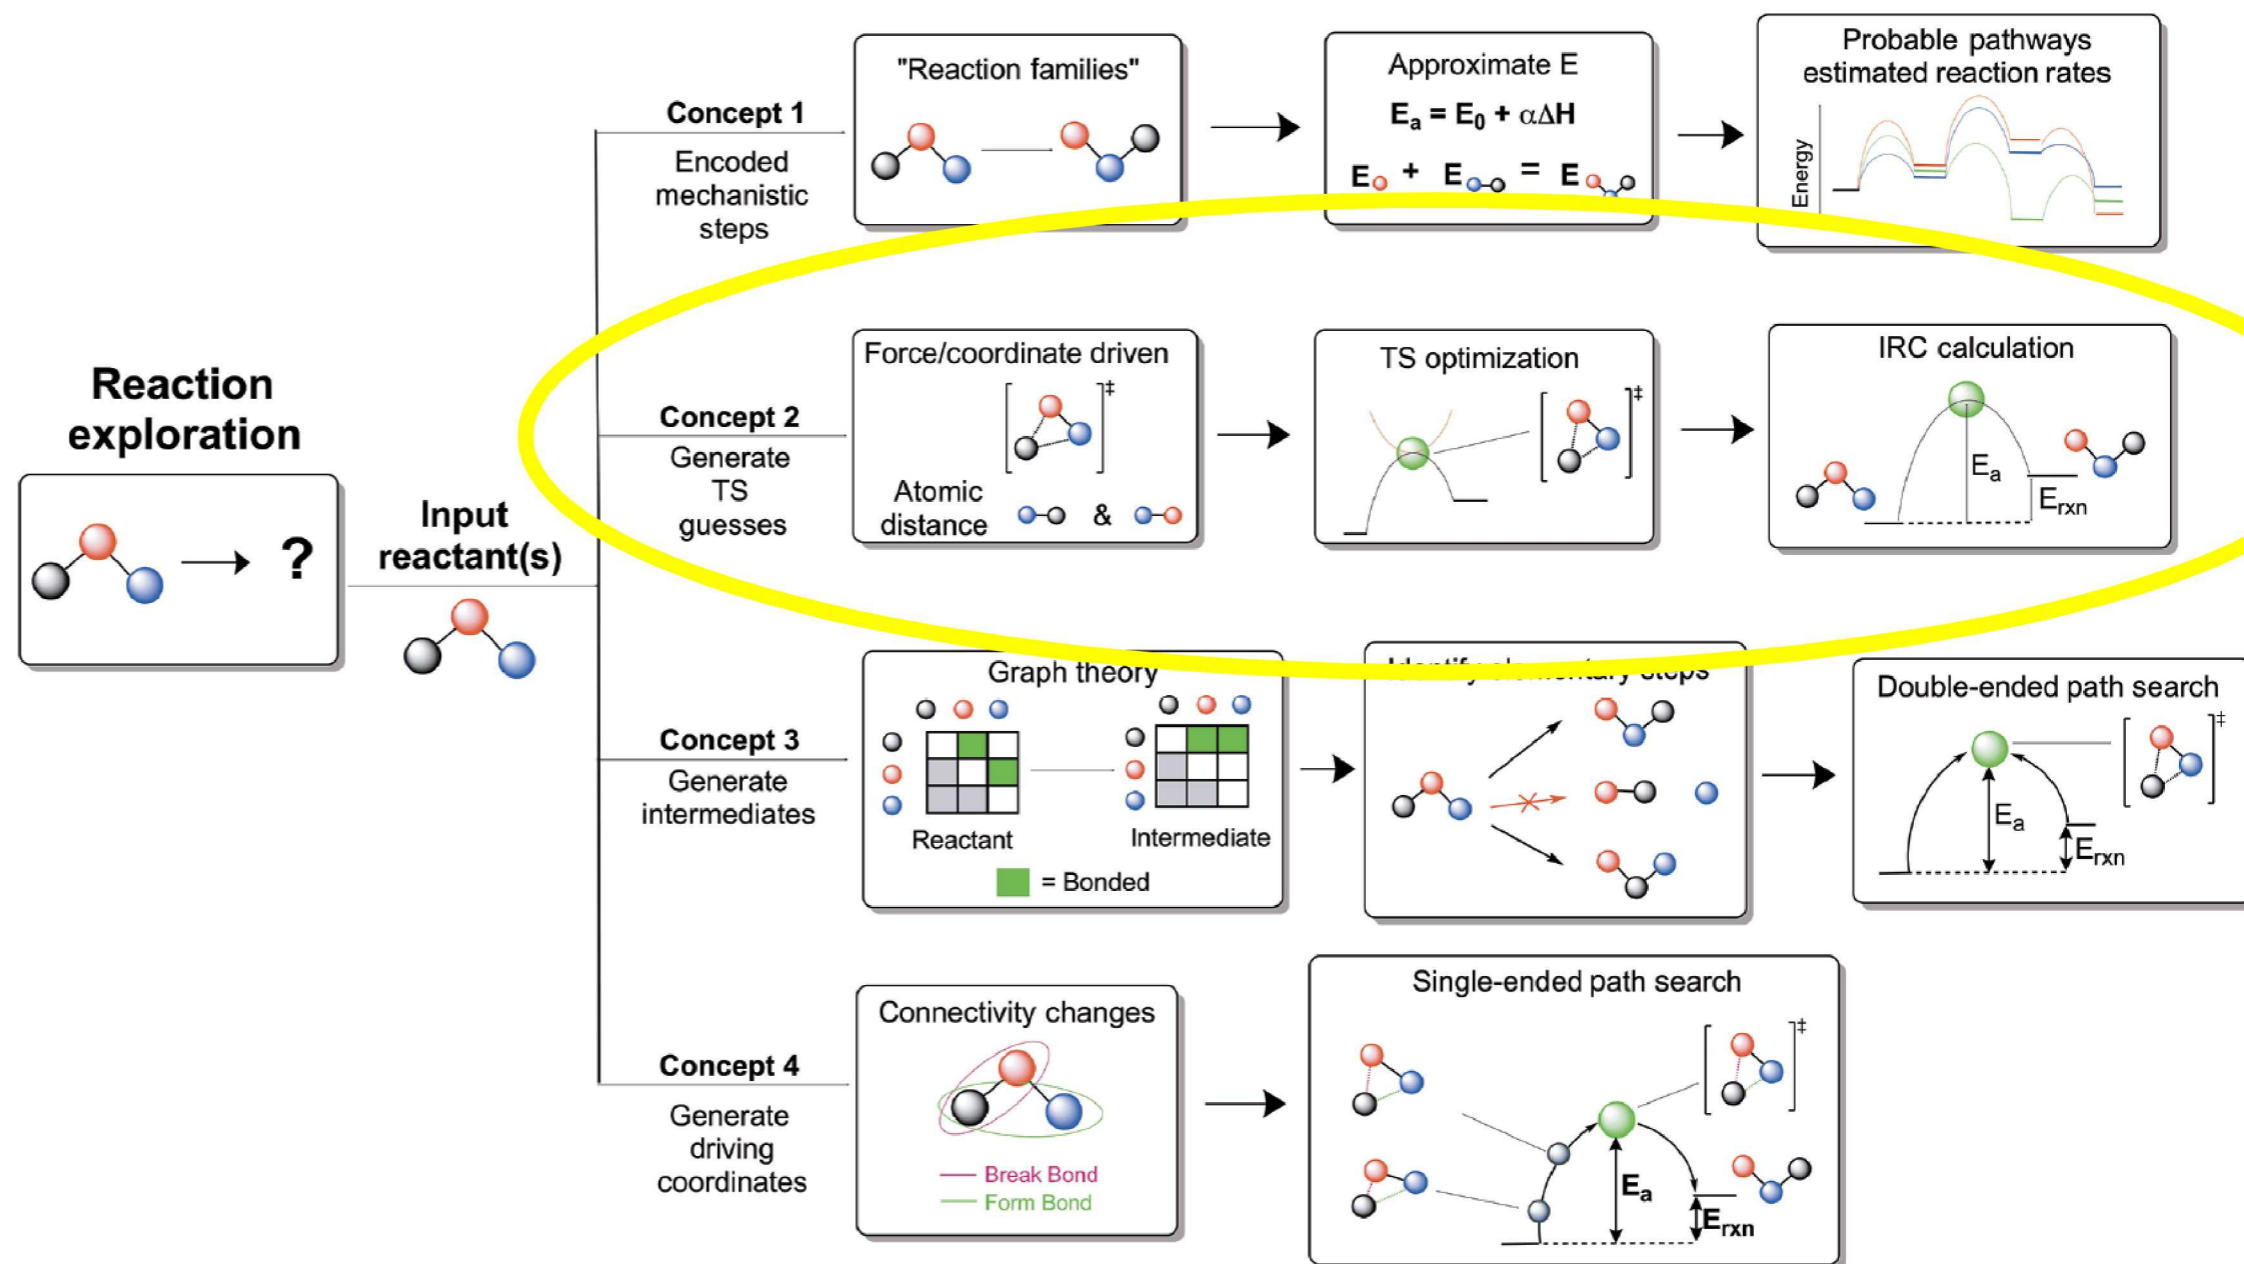 Reaction
exploration
?
Input
reactant(s)
Concept 1
Encoded
mechanistic
steps
"Reaction families"
Approximate E
Eₐ = E₀ + αΔH
E + E = E
Probable pathways
estimated reaction rates
Energy
Concept 2
Generate
TS
guesses
Force/coordinate driven
‡
Atomic
distance
&
TS optimization
‡
IRC calculation
Eₐ
Erxn
Concept 3
Generate
intermediates
Graph theory
Reactant
Intermediate
= Bonded
Identify elementary steps
Double-ended path search
‡
Eₐ
Erxn
Concept 4
Generate
driving
coordinates
Connectivity changes
Break Bond
Form Bond
Single-ended path search
‡
Eₐ
Erxn